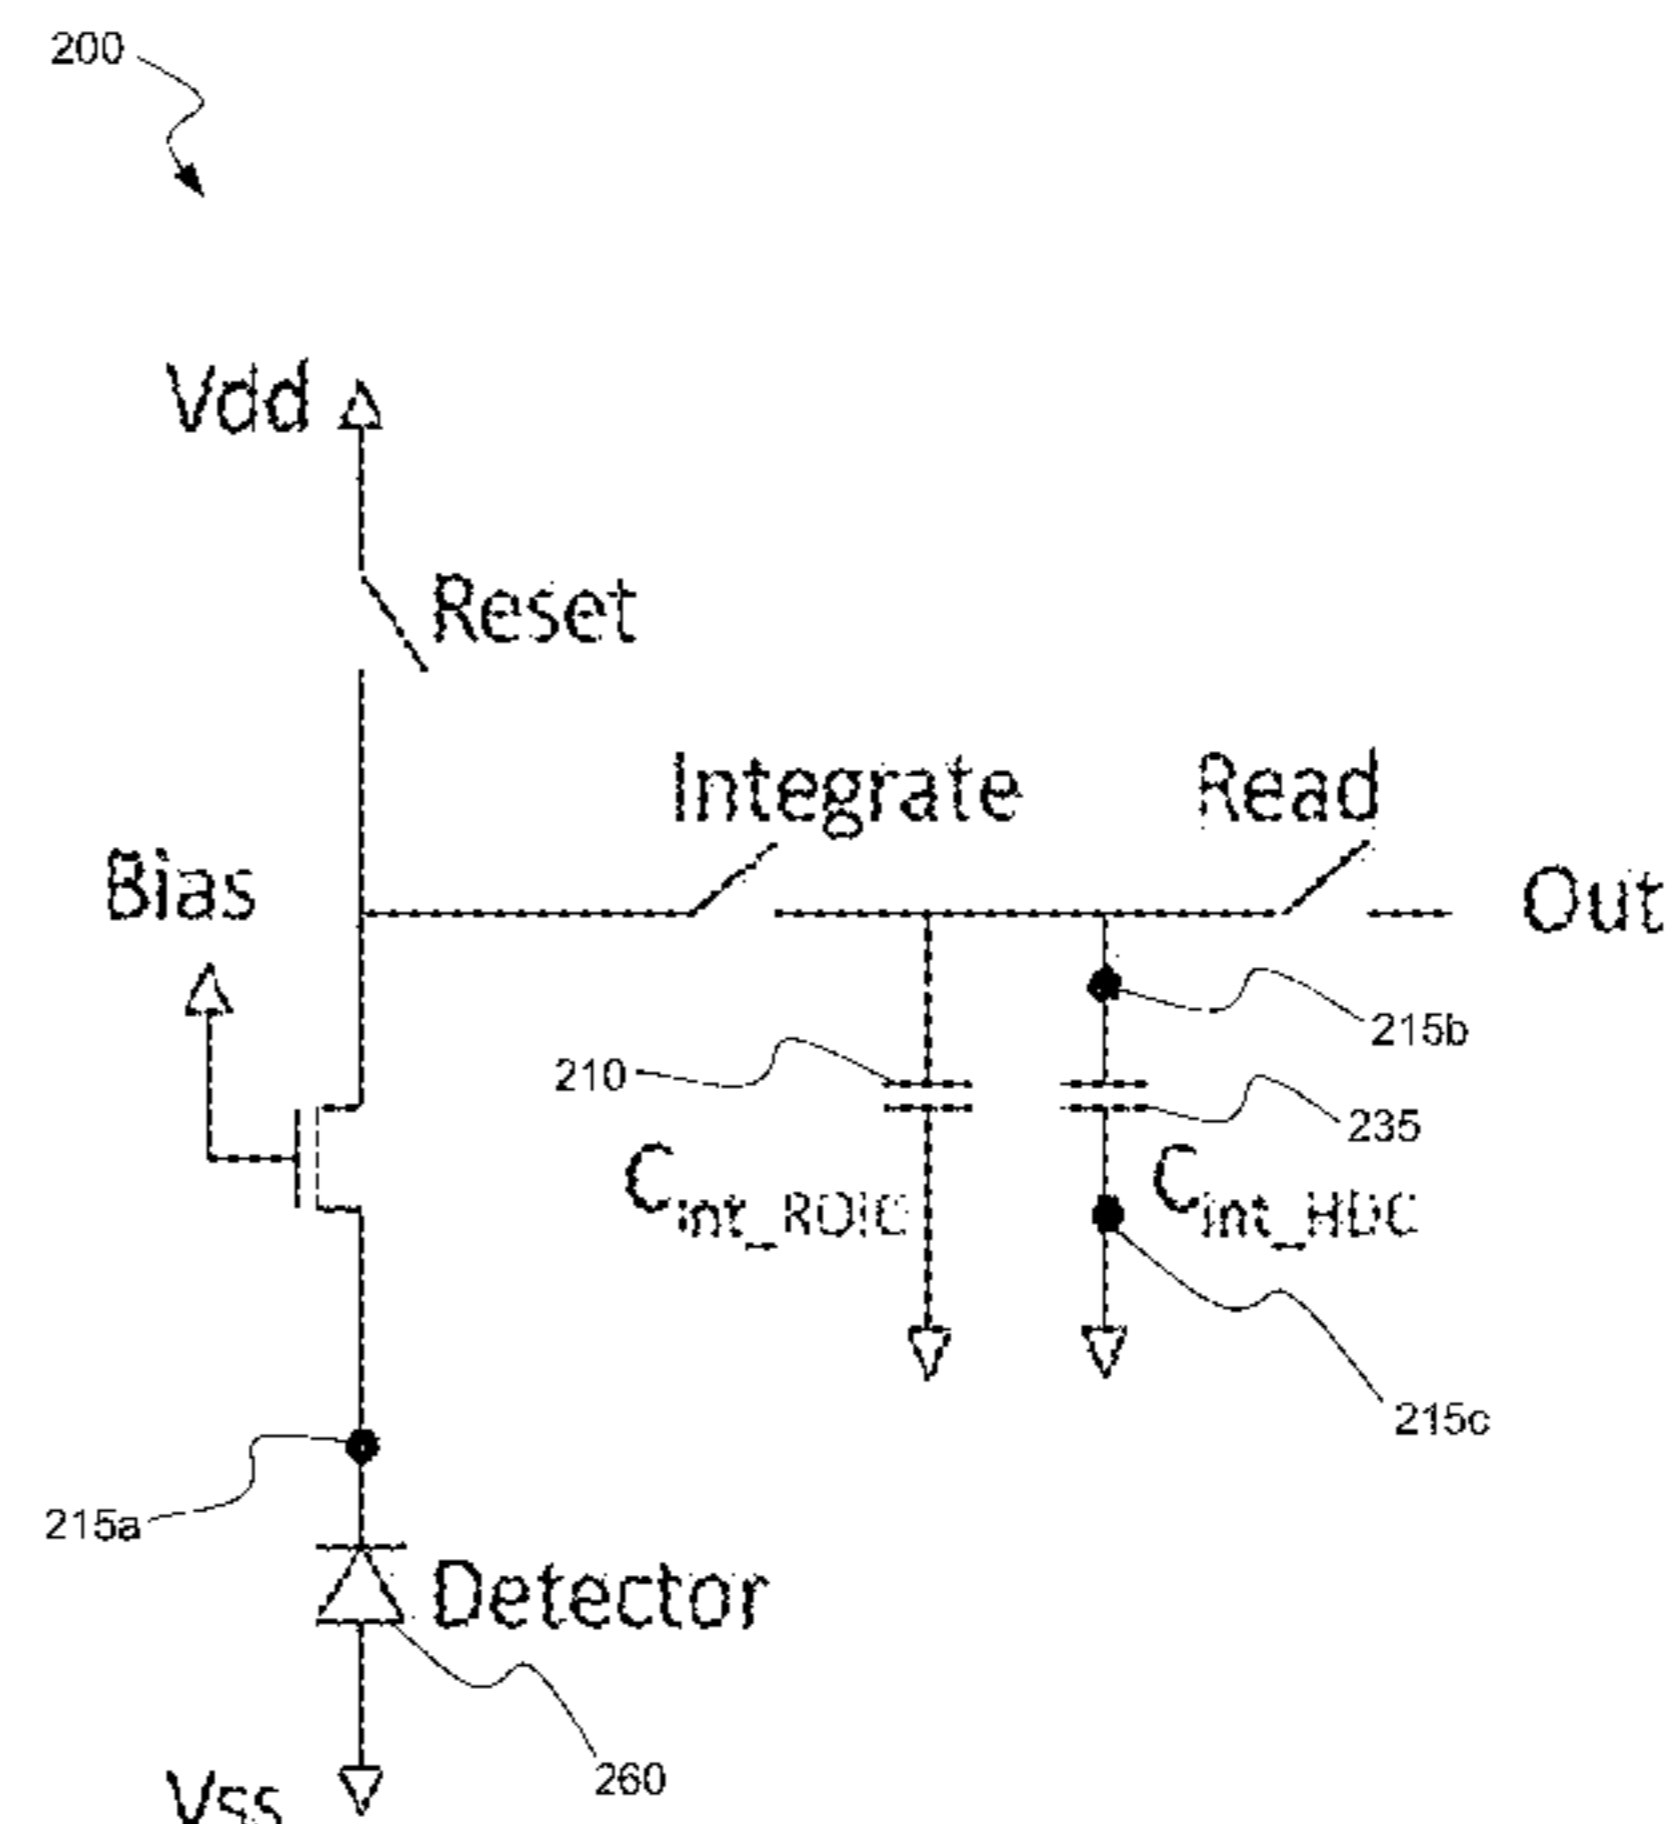 200
Vdd
Reset
Integrate
Read
Bias
Out
215b
210
235
Cint_ROIC
Cint_HDC
215c
215a
Detector
260
Vss